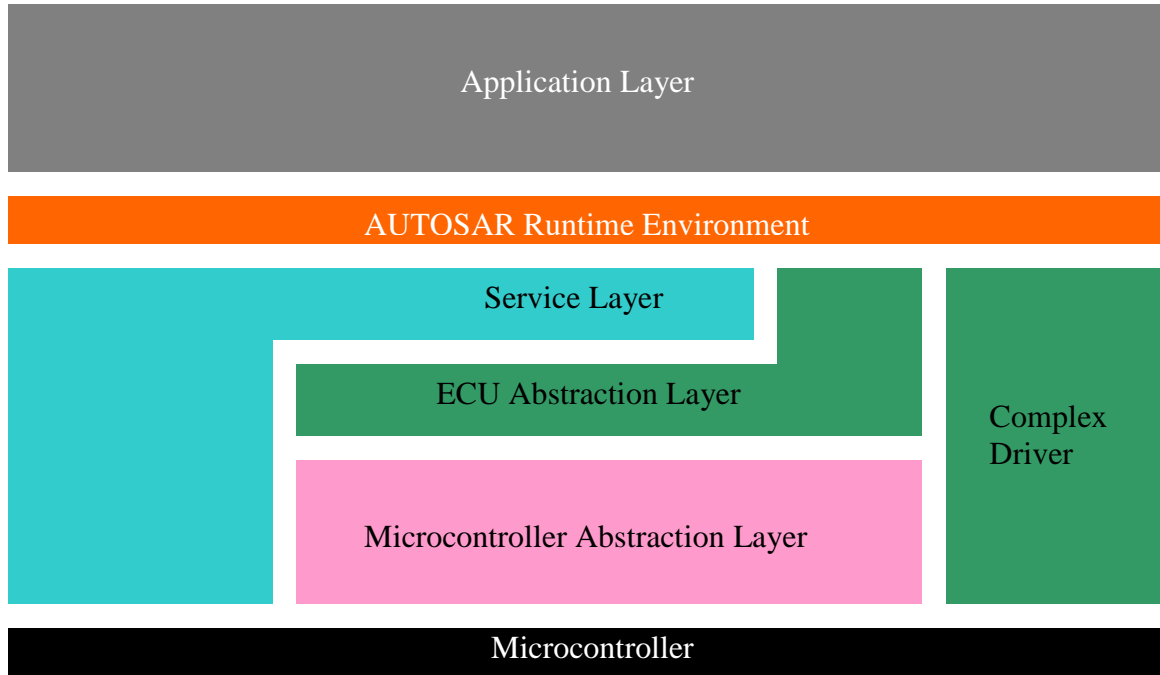 Application Layer
AUTOSAR Runtime Environment
Service Layer
ECU Abstraction Layer
Complex
Driver
Microcontroller Abstraction Layer
Microcontroller